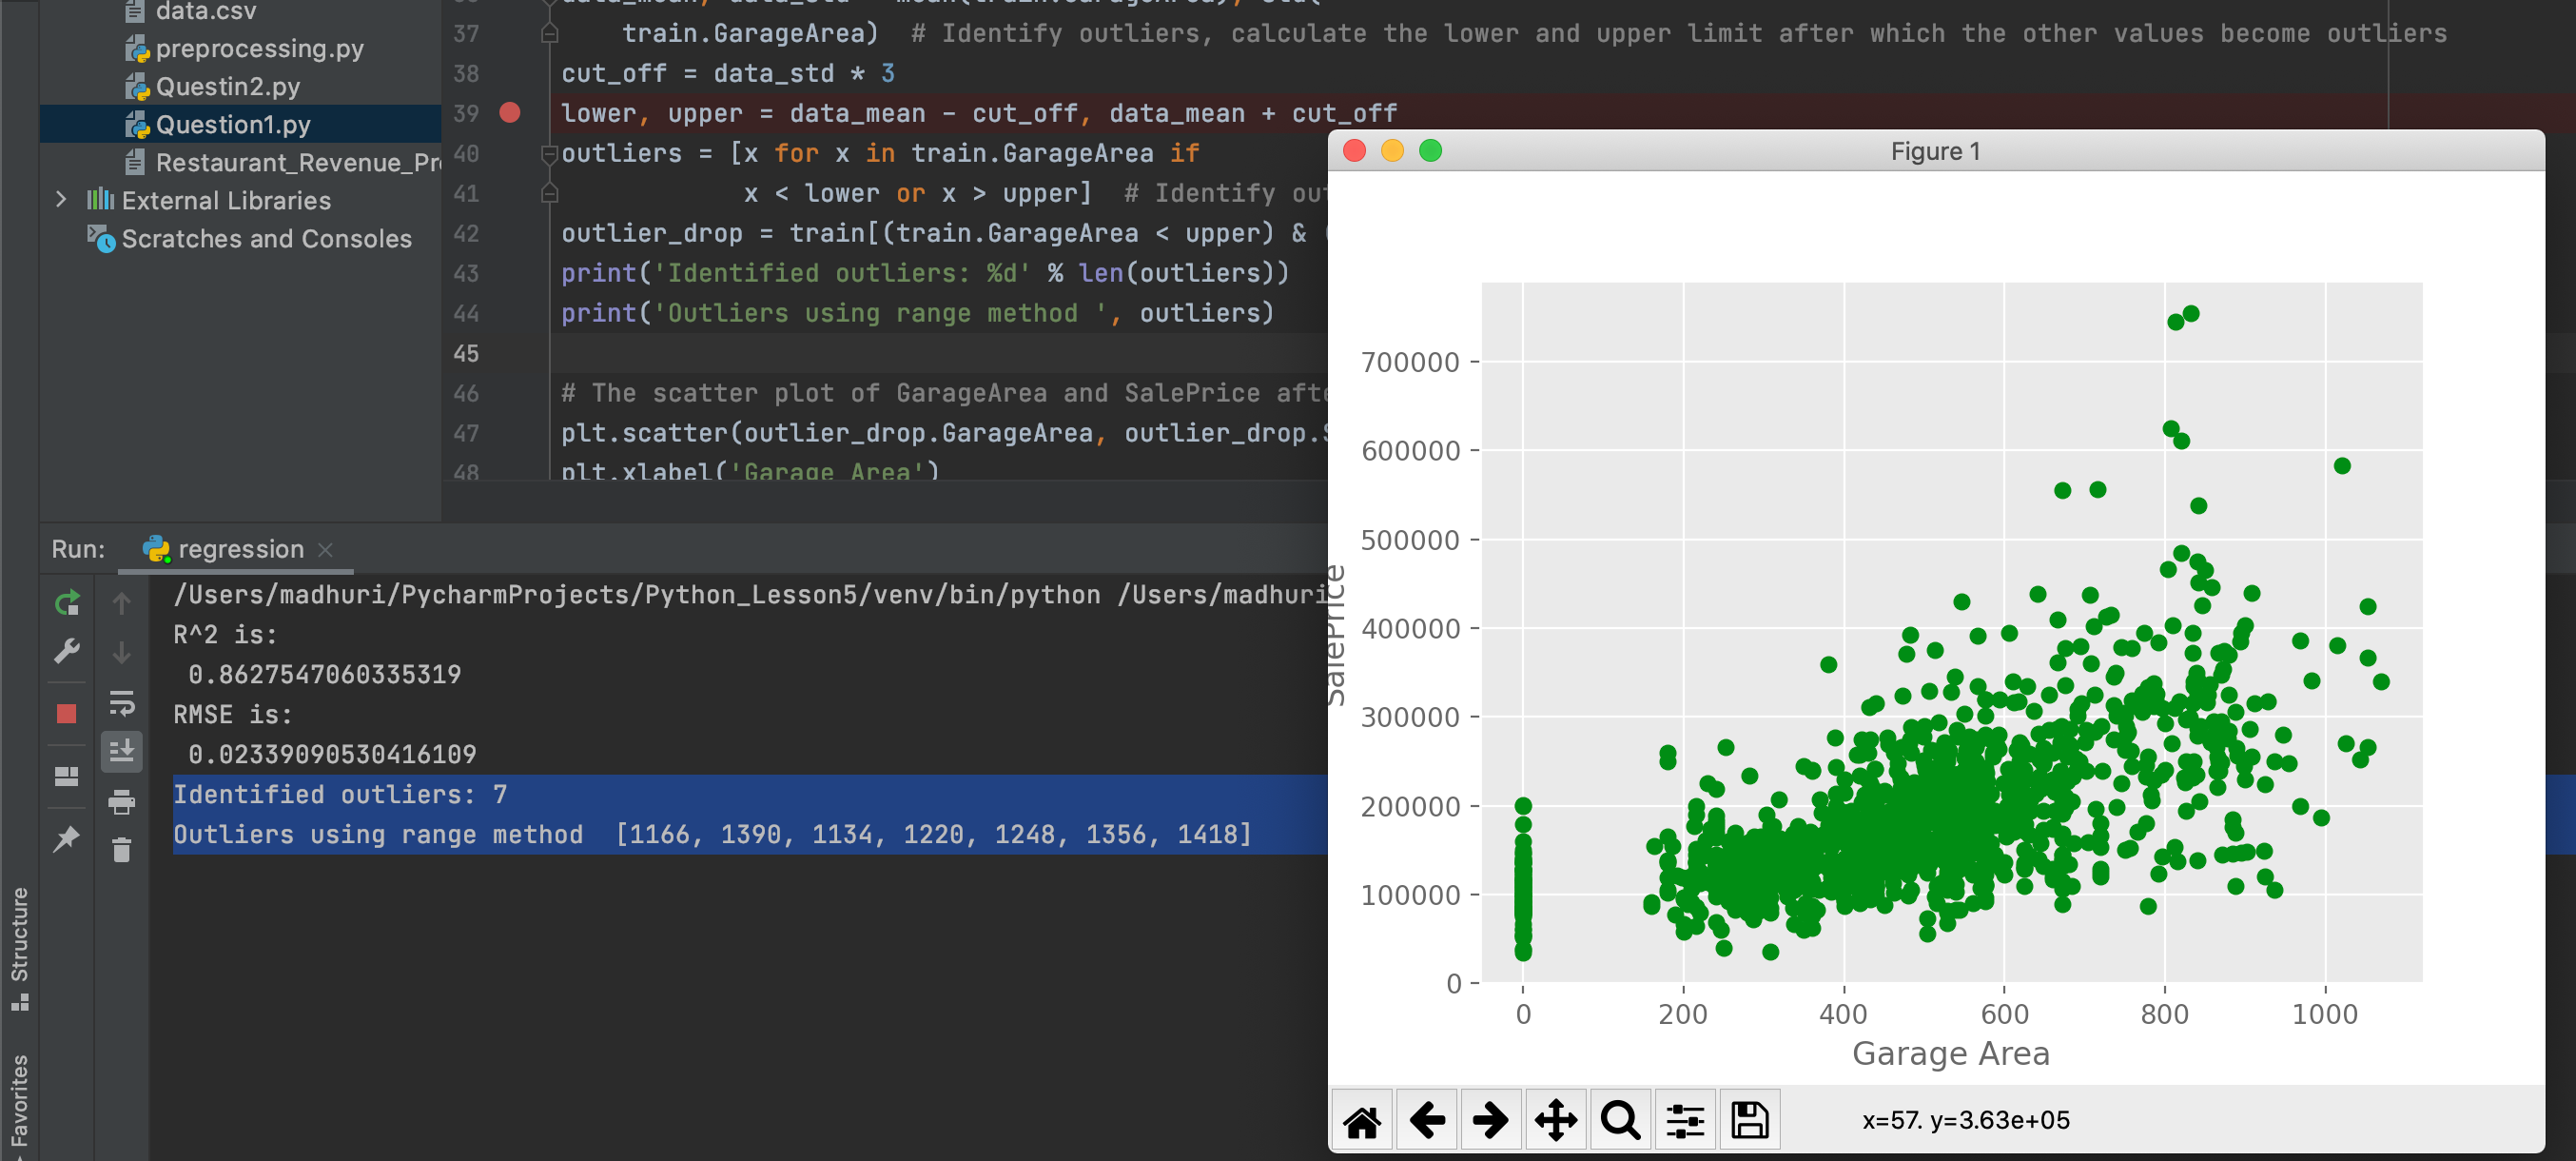 data.csv
preprocessing.py
Questin2.py
Question1.py
Restaurant_Revenue_Pr
External Libraries
Scratches and Consoles
37 train.GarageArea) # Identify outliers, calculate the lower and upper limit after which the other values become outliers
38 cut_off = data_std * 3
39 lower, upper = data_mean - cut_off, data_mean + cut_off
40 outliers = [x for x in train.GarageArea if
41 x < lower or x > upper] # Identify ou
42 outlier_drop = train[(train.GarageArea < upper) &
43 print('Identified outliers: %d' % len(outliers))
44 print('Outliers using range method ', outliers)
45
46 # The scatter plot of GarageArea and SalePrice afte
47 plt.scatter(outlier_drop.GarageArea, outlier_drop.S
48 plt.xlabel('Garage Area')
Run: regression
/Users/madhuri/PycharmProjects/Python_Lesson5/venv/bin/python /Users/madhuri
R^2 is:
0.8627547060335319
RMSE is:
0.02339090530416109
Identified outliers: 7
Outliers using range method [1166, 1390, 1134, 1220, 1248, 1356, 1418]
Structure
Favorites
Figure 1
700000
600000
500000
400000
300000
200000
100000
0
SalePrice
0 200 400 600 800 1000
Garage Area
x=57. y=3.63e+05